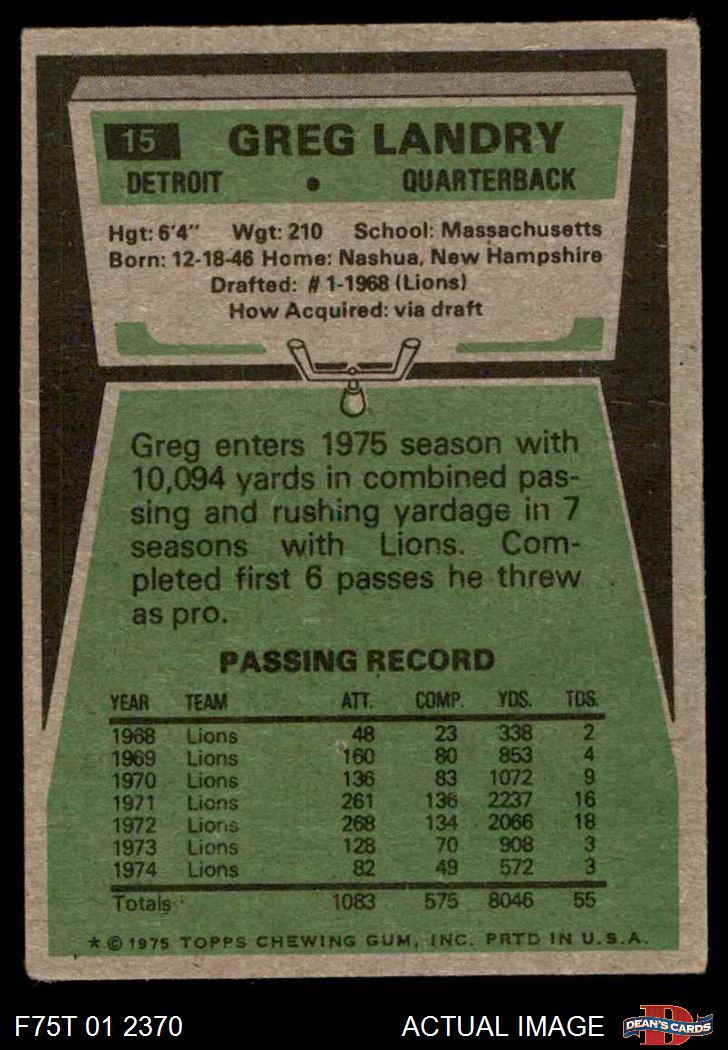 15 GREG LANDRY
DETROIT • QUARTERBACK
Hgt: 6'4" Wgt: 210 School: Massachusetts
Born: 12-18-46 Home: Nashua, New Hampshire
Drafted: #1-1968 (Lions)
How Acquired: via draft
Greg enters 1975 season with
10,094 yards in combined pas-
sing and rushing yardage in 7
seasons with Lions. Com-
pleted first 6 passes he threw
as pro.
PASSING RECORD
YEAR TEAM ATT. COMP. YDS. TDS.
1968 Lions 48 23 338 2
1969 Lions 160 80 853 4
1970 Lions 136 83 1072 9
1971 Lions 261 136 2237 16
1972 Lions 268 134 2066 18
1973 Lions 128 70 908 3
1974 Lions 82 49 572 3
Totals 1083 575 8046 55
* © 1975 TOPPS CHEWING GUM, INC. PRTD IN U.S.A.
F75T 01 2370 ACTUAL IMAGE D DEAN'S CARDS